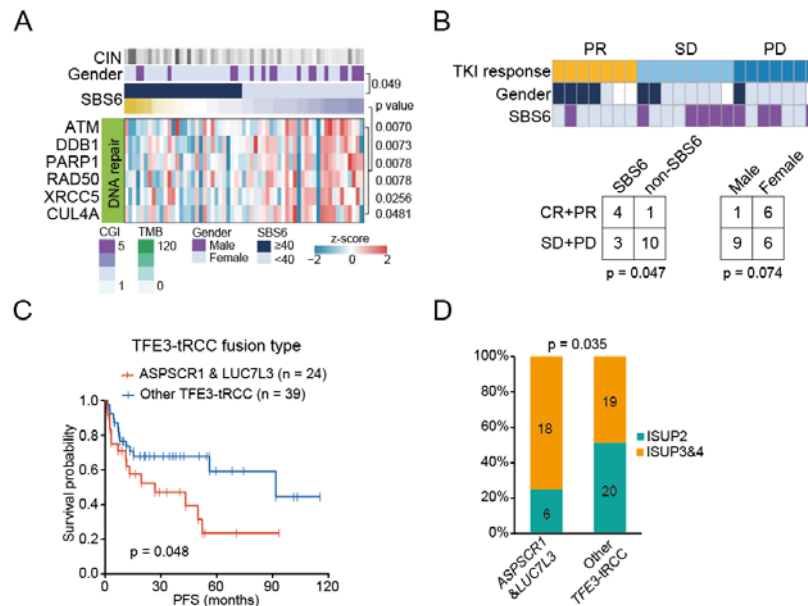 A
CIN
Gender
0.049
SBS6
p value
DNA repair
ATM 0.0070
DDB1 0.0073
PARP1 0.0078
RAD50 0.0078
XRCC5 0.0256
CUL4A 0.0481
CGI TMB Gender SBS6 z-score
5 120 Male ≥40
Female <40 −2 0 2
1 0
B
PR SD PD
TKI response
Gender
SBS6
SBS6 non-SBS6 Male Female
CR+PR 4 1 1 6
SD+PD 3 10 9 6
p = 0.047 p = 0.074
C
TFE3-tRCC fusion type
ASPSCR1 & LUC7L3 (n = 24)
Other TFE3-tRCC (n = 39)
Survival probability
1.0
0.8
0.6
0.4
0.2
0.0
p = 0.048
0 30 60 90 120
PFS (months)
D
p = 0.035
100%
80%
60%
40%
20%
0%
18 19
6 20
ISUP2
ISUP3&4
ASPSCR1
&LUC7L3
Other
TFE3-tRCC